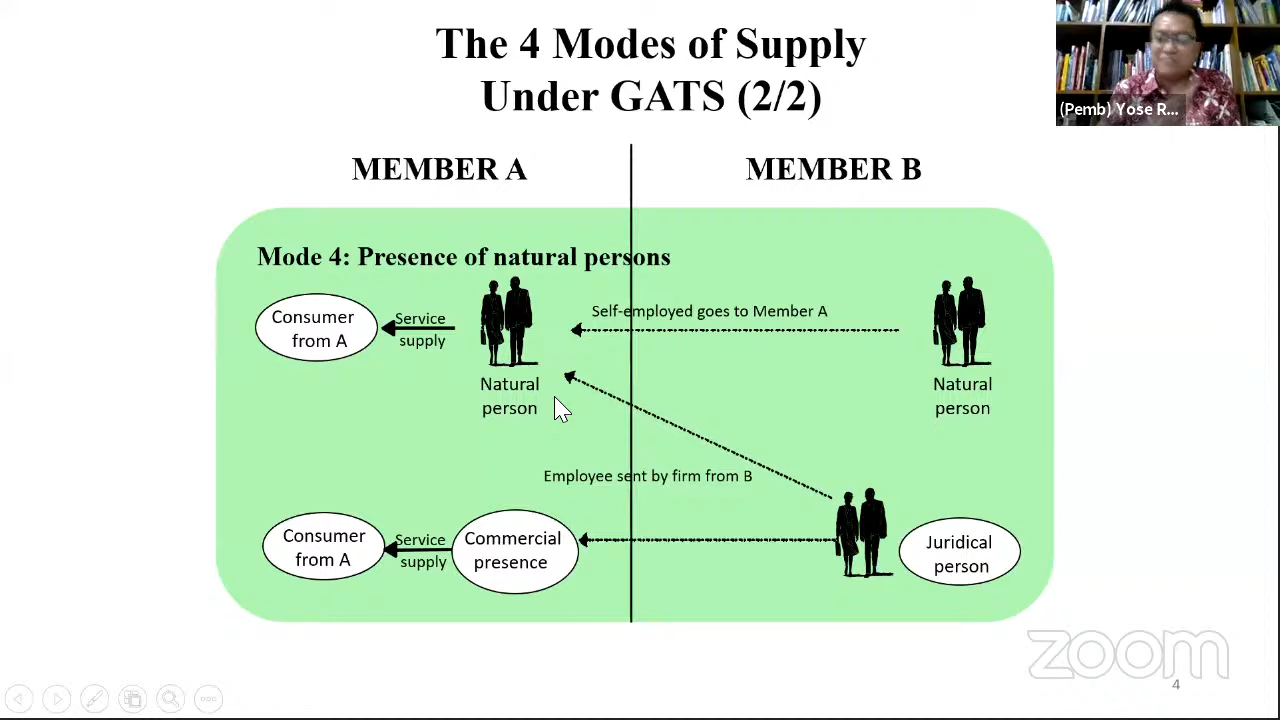 The 4 Modes of Supply
Under GATS (2/2)
(Pemb) Yose R...
MEMBER A
MEMBER B
Mode 4: Presence of natural persons
Consumer
from A
Service
supply
Self-employed goes to Member A
Natural
person
Natural
person
Employee sent by firm from B
Consumer
from A
Service
supply
Commercial
presence
Juridical
person
zoom
4